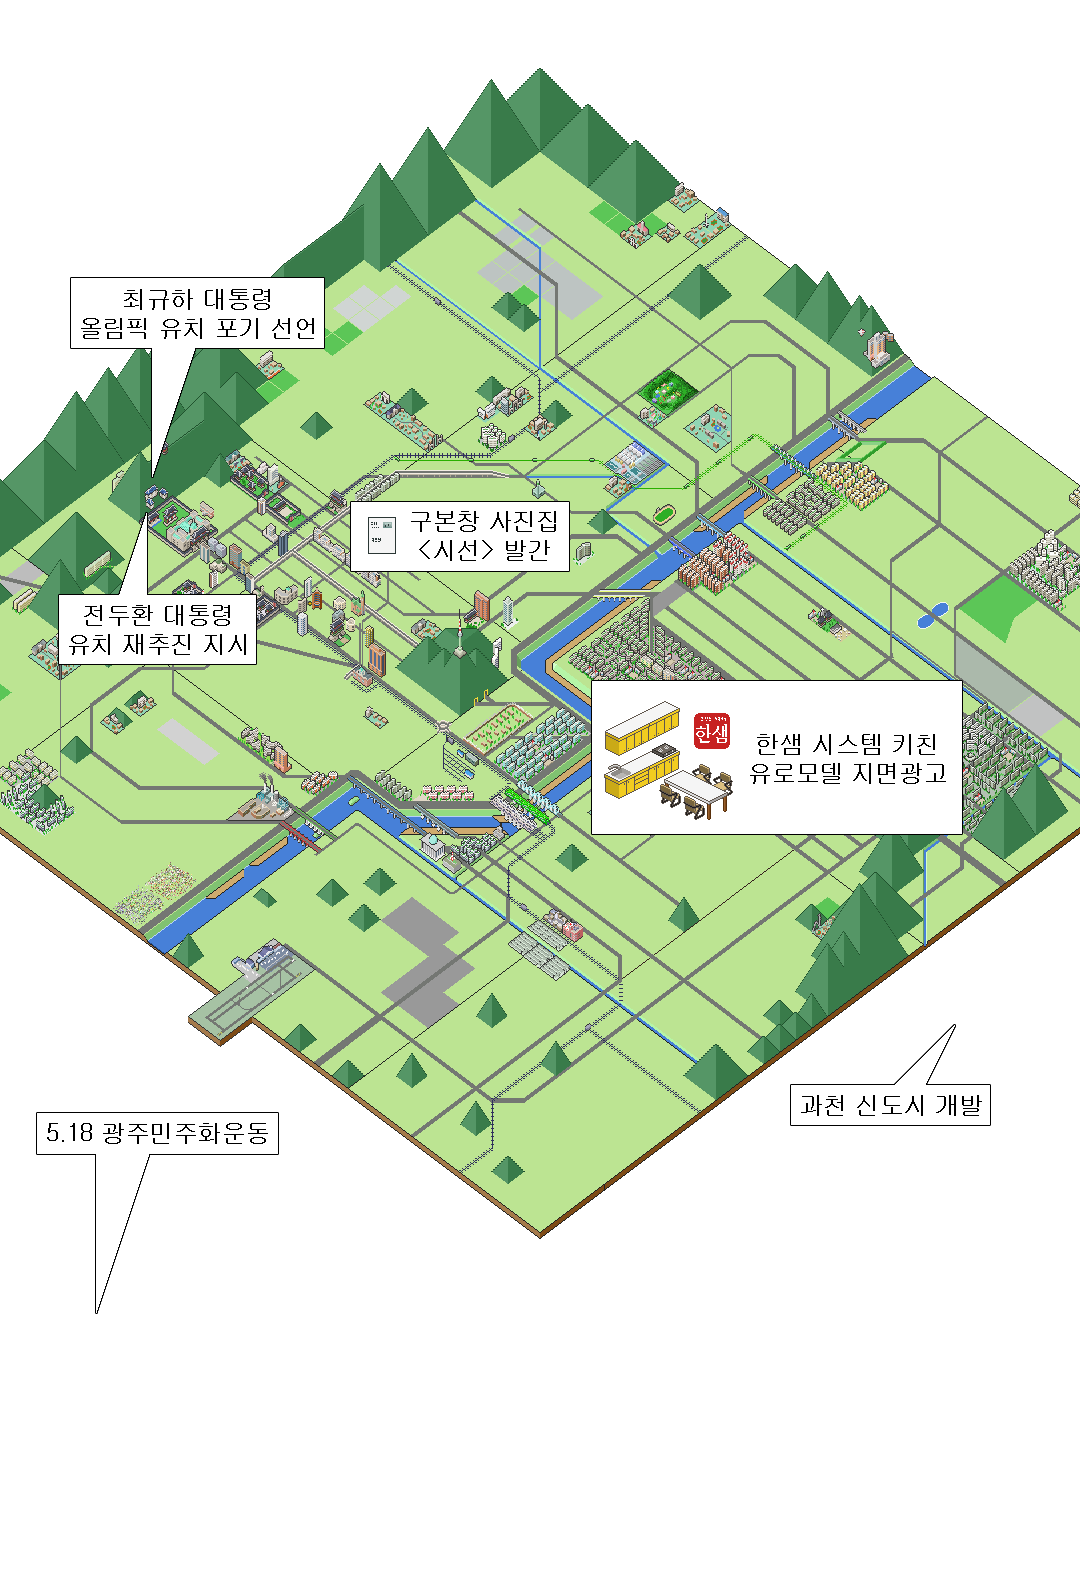 최규하 대통령
올림픽 유치 포기 선언
구본창 사진집
<시선> 발간
전두환 대통령
유치 재추진 지시
한샘
한샘 시스템 키친
유로모델 지면광고
과천 신도시 개발
5.18 광주민주화운동